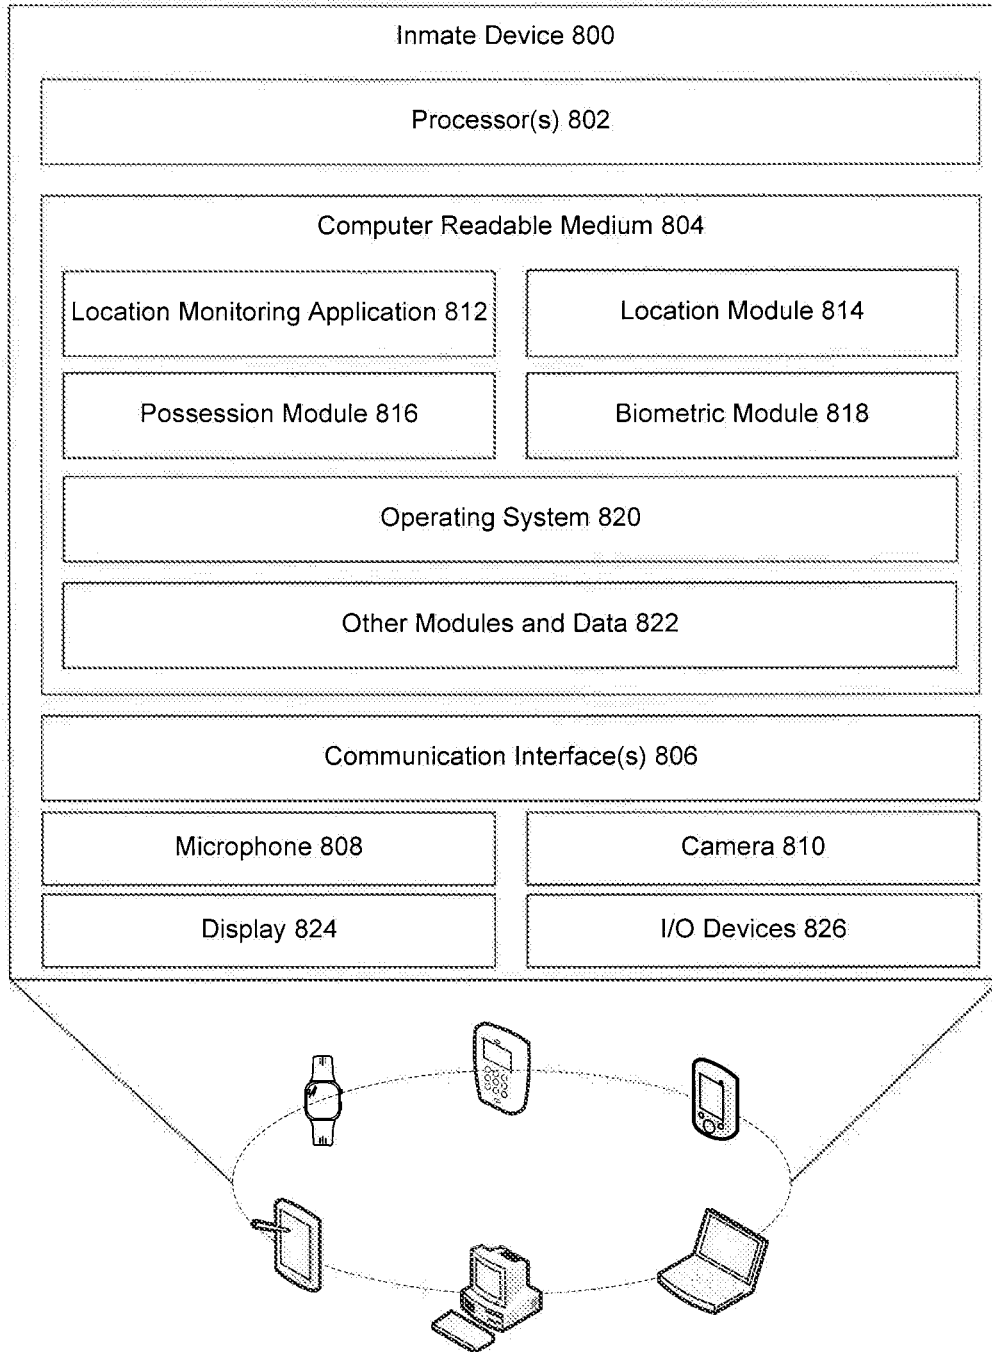 Inmate Device 800
Processor(s) 802
Computer Readable Medium 804
Location Monitoring Application 812
Location Module 814
Possession Module 816
Biometric Module 818
Operating System 820
Other Modules and Data 822
Communication Interface(s) 806
Microphone 808
Camera 810
Display 824
I/O Devices 826